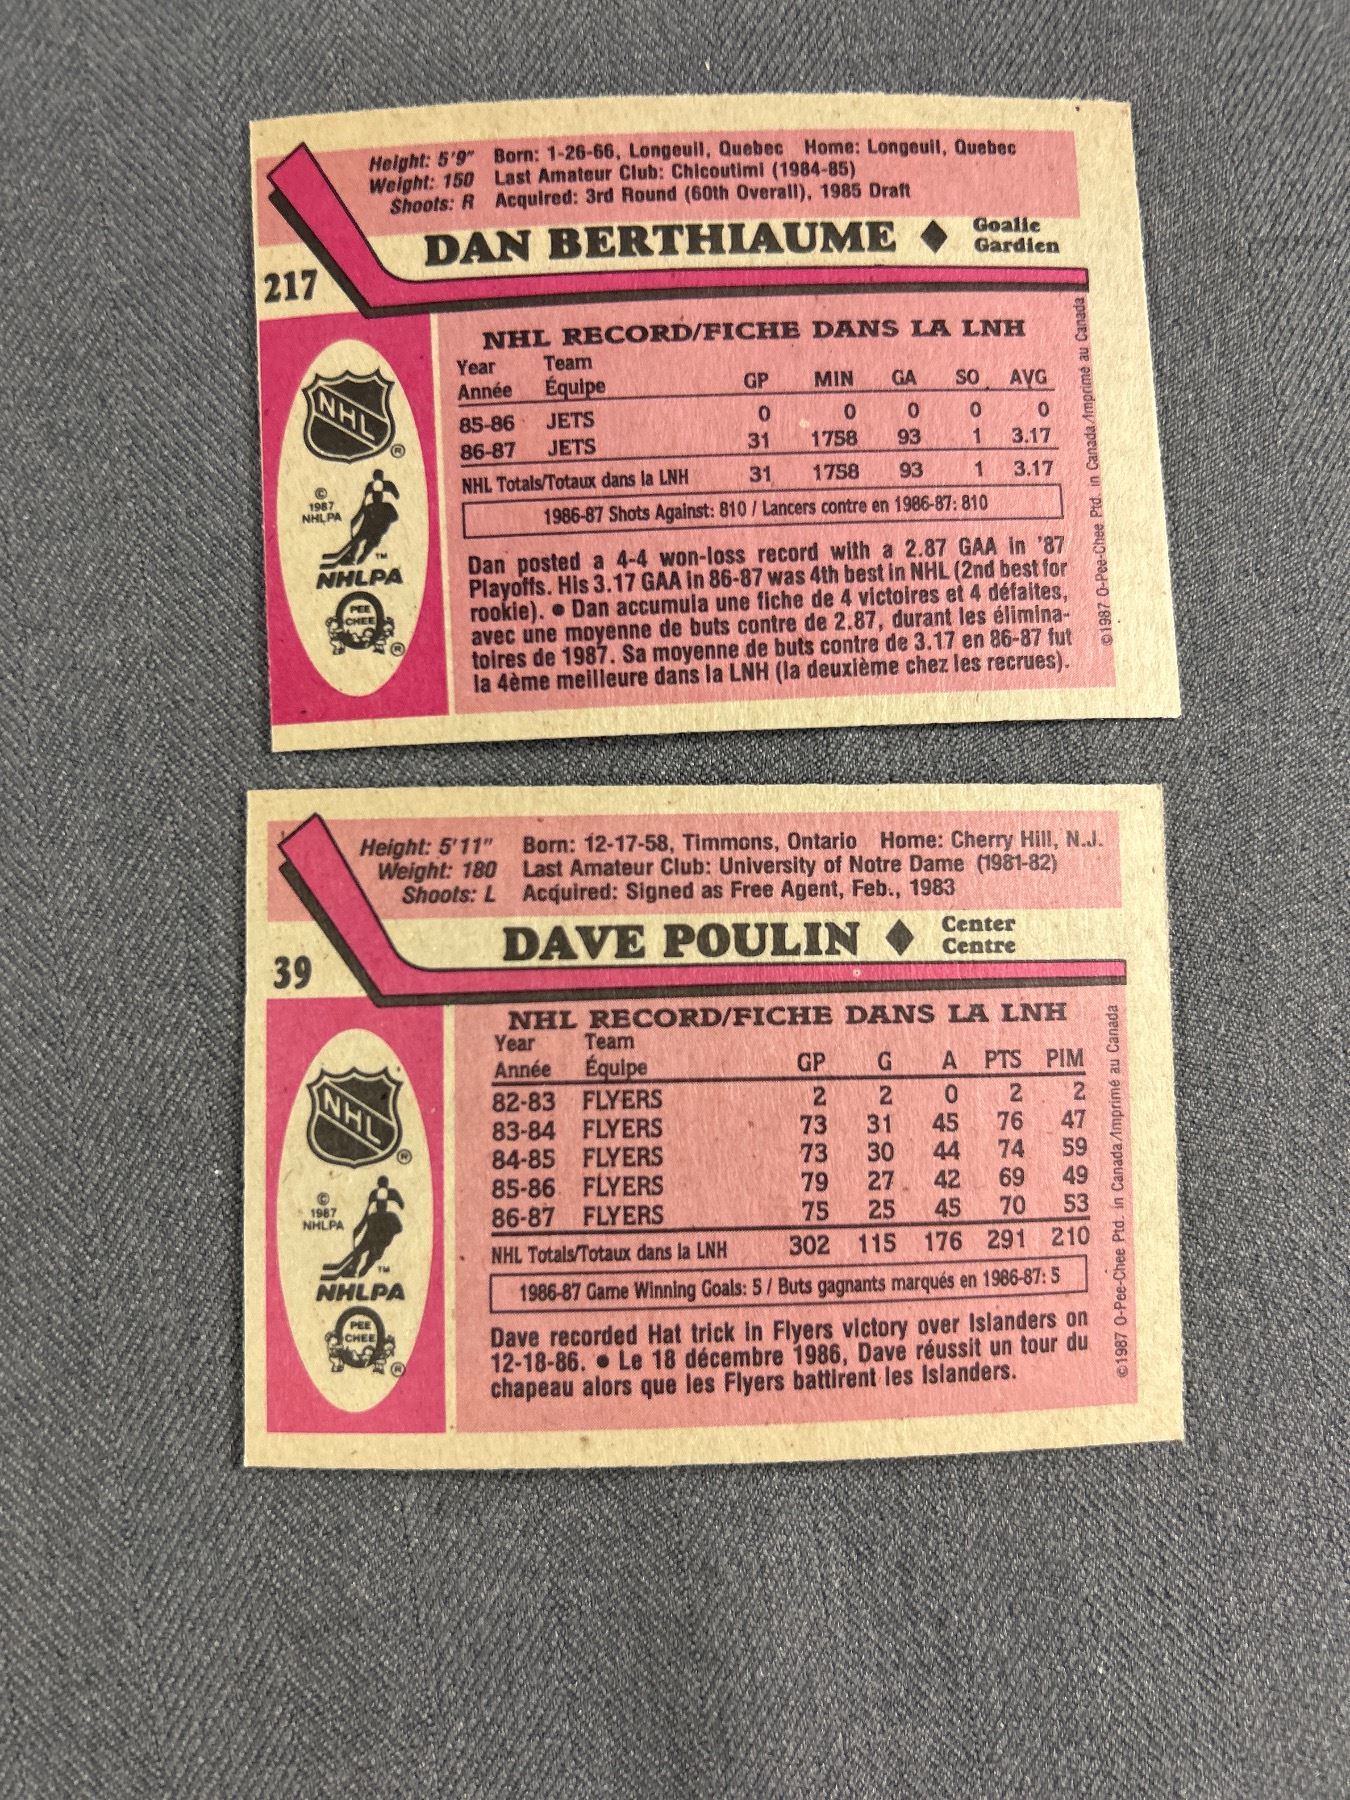 Height: 5'9" Born: 1-26-66, Longeuil, Quebec Home: Longeuil, Quebec
Weight: 150 Last Amateur Club: Chicoutimi (1984-85)
Shoots: R Acquired: 3rd Round (60th Overall), 1985 Draft
DAN BERTHIAUME ♦ Goalie
Gardien
217
NHL RECORD/FICHE DANS LA LNH
Year Team
Année Équipe GP MIN GA SO AVG
85-86 JETS 0 0 0 0 0
86-87 JETS 31 1758 93 1 3.17
NHL Totals/Totaux dans la LNH 31 1758 93 1 3.17
1986-87 Shots Against: 810 / Lancers contre en 1986-87: 810
Dan posted a 4-4 won-loss record with a 2.87 GAA in '87
Playoffs. His 3.17 GAA in 86-87 was 4th best in NHL (2nd best for
rookie). ● Dan accumula une fiche de 4 victoires et 4 défaites,
avec une moyenne de buts contre de 2.87, durant les élimina-
toires de 1987. Sa moyenne de buts contre de 3.17 en 86-87 fut
la 4ème meilleure dans la LNH (la deuxième chez les recrues).
NHL
®
©
1987
NHLPA
TM
NHLPA
O PEE
CHEE
®
©1987 O-Pee-Chee Ptd. in Canada/Imprimé au Canada
Height: 5'11" Born: 12-17-58, Timmons, Ontario Home: Cherry Hill, N.J.
Weight: 180 Last Amateur Club: University of Notre Dame (1981-82)
Shoots: L Acquired: Signed as Free Agent, Feb., 1983
DAVE POULIN ♦ Center
Centre
39
NHL RECORD/FICHE DANS LA LNH
Year Team
Année Équipe GP G A PTS PIM
82-83 FLYERS 2 2 0 2 2
83-84 FLYERS 73 31 45 76 47
84-85 FLYERS 73 30 44 74 59
85-86 FLYERS 79 27 42 69 49
86-87 FLYERS 75 25 45 70 53
NHL Totals/Totaux dans la LNH 302 115 176 291 210
1986-87 Game Winning Goals: 5 / Buts gagnants marqués en 1986-87: 5
Dave recorded Hat trick in Flyers victory over Islanders on
12-18-86. ● Le 18 décembre 1986, Dave réussit un tour du
chapeau alors que les Flyers battirent les Islanders.
NHL
®
©
1987
NHLPA
TM
NHLPA
O PEE
CHEE
®
©1987 O-Pee-Chee Ptd. in Canada/Imprimé au Canada